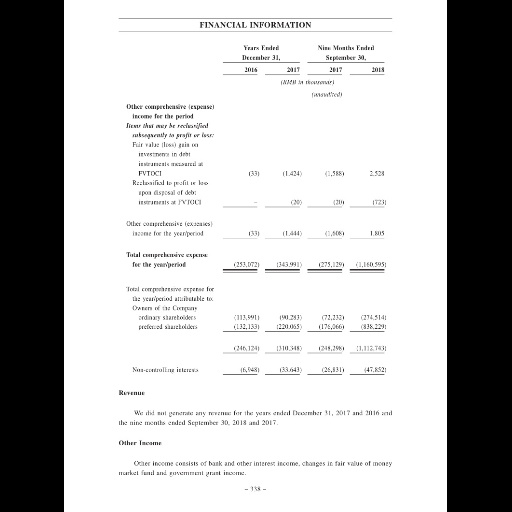 FINANCIAL INFORMATION
Years Ended Nine Months Ended
December 31, September 30,
2016 2017 2017 2018
(RMB in thousands)
(unaudited)
Other comprehensive (expense)
income for the period
Items that may be reclassified
subsequently to profit or loss:
Fair value (loss) gain on
investments in debt
instruments measured at
FVTOCI (33) (1,424) (1,588) 2,528
Reclassified to profit or loss
upon disposal of debt
instruments at FVTOCI – (20) (20) (723)
Other comprehensive (expenses)
income for the year/period (33) (1,444) (1,608) 1,805
Total comprehensive expense
for the year/period (253,072) (343,991) (275,129) (1,160,595)
Total comprehensive expense for
the year/period attributable to:
Owners of the Company
ordinary shareholders (113,991) (90,283) (72,232) (274,514)
preferred shareholders (132,133) (220,065) (176,066) (838,229)
(246,124) (310,348) (248,298) (1,112,743)
Non-controlling interests (6,948) (33,643) (26,831) (47,852)
Revenue
We did not generate any revenue for the years ended December 31, 2017 and 2016 and
the nine months ended September 30, 2018 and 2017.
Other Income
Other income consists of bank and other interest income, changes in fair value of money
market fund and government grant income.
– 338 –